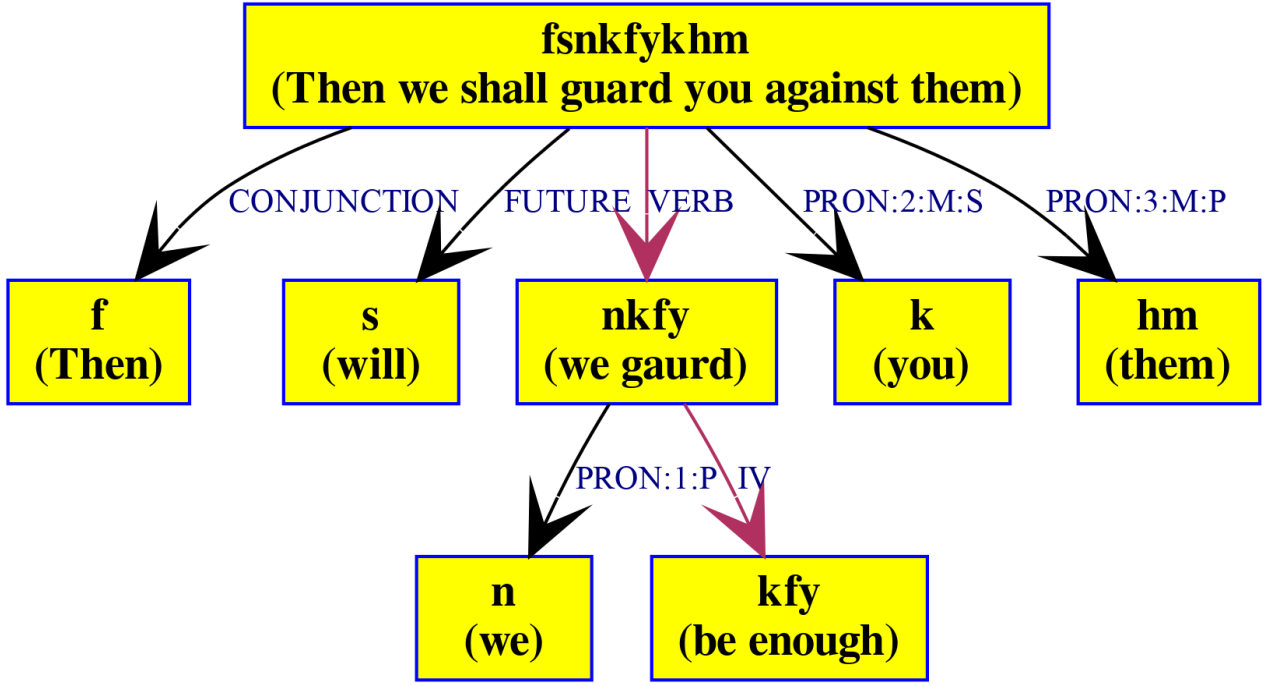 fsnkfykhm
(Then we shall guard you against them)
CONJUNCTION
FUTURE
VERB
PRON:2:M:S
PRON:3:M:P
f
(Then)
s
(will)
nkfy
(we gaurd)
k
(you)
hm
(them)
PRON:1:P
IV
n
(we)
kfy
(be enough)